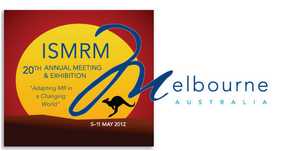 ISMRM
20TH ANNUAL MEETING
& EXHIBITION
"Adapting MR in
a Changing
World"
5–11 MAY 2012
Melbourne
AUSTRALIA